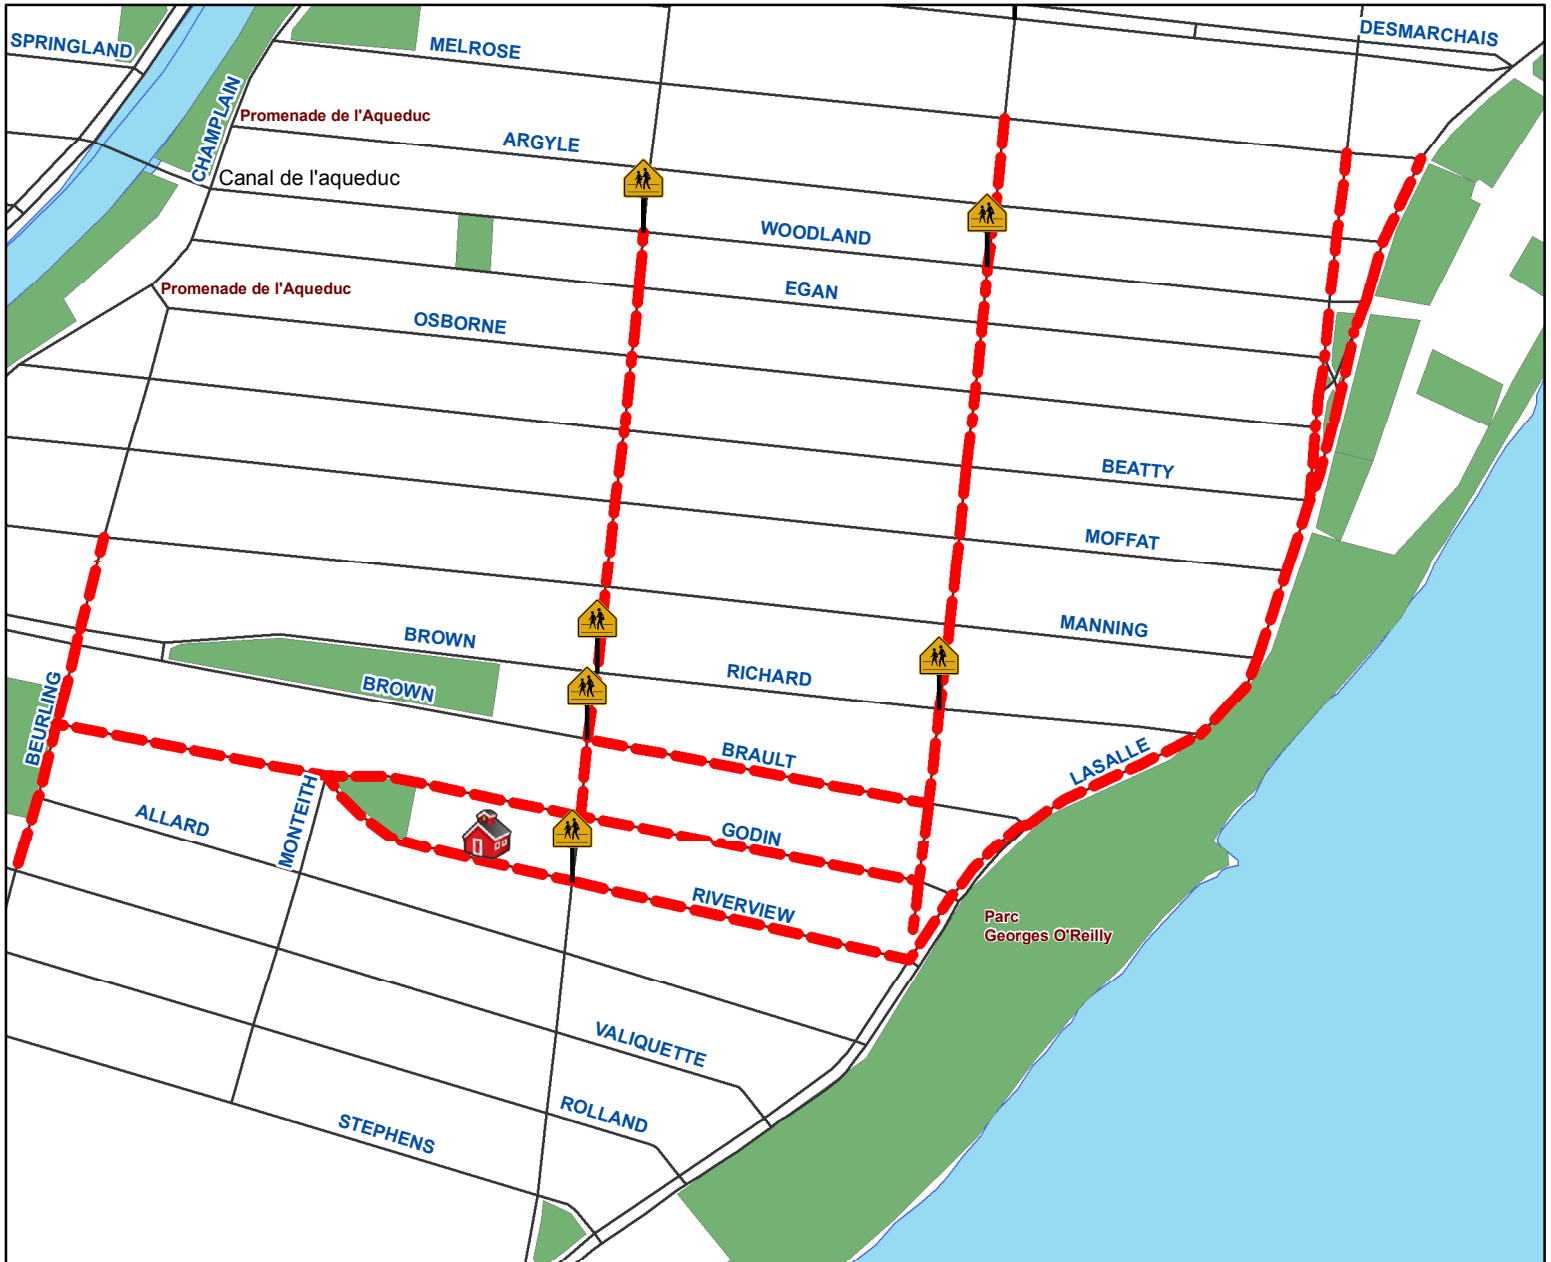 DESMARCHAIS
SPRINGLAND
MELROSE
CHAMPLAIN
Promenade de l'Aqueduc
ARGYLE
Canal de l'aqueduc
WOODLAND
Promenade de l'Aqueduc
EGAN
OSBORNE
BEATTY
MOFFAT
MANNING
BROWN
RICHARD
BROWN
BEURLING
BRAULT
LASALLE
ALLARD
MONTEITH
GODIN
RIVERVIEW
Parc
Georges O'Reilly
VALIQUETTE
ROLLAND
STEPHENS